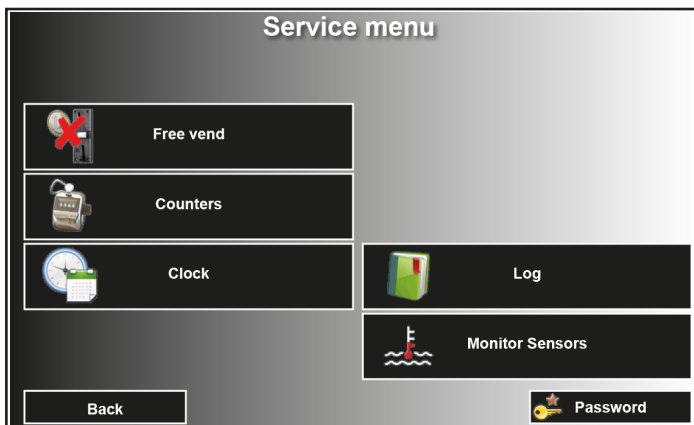 Service menu
Free vend
Counters
Clock
Log
Monitor Sensors
Back
Password